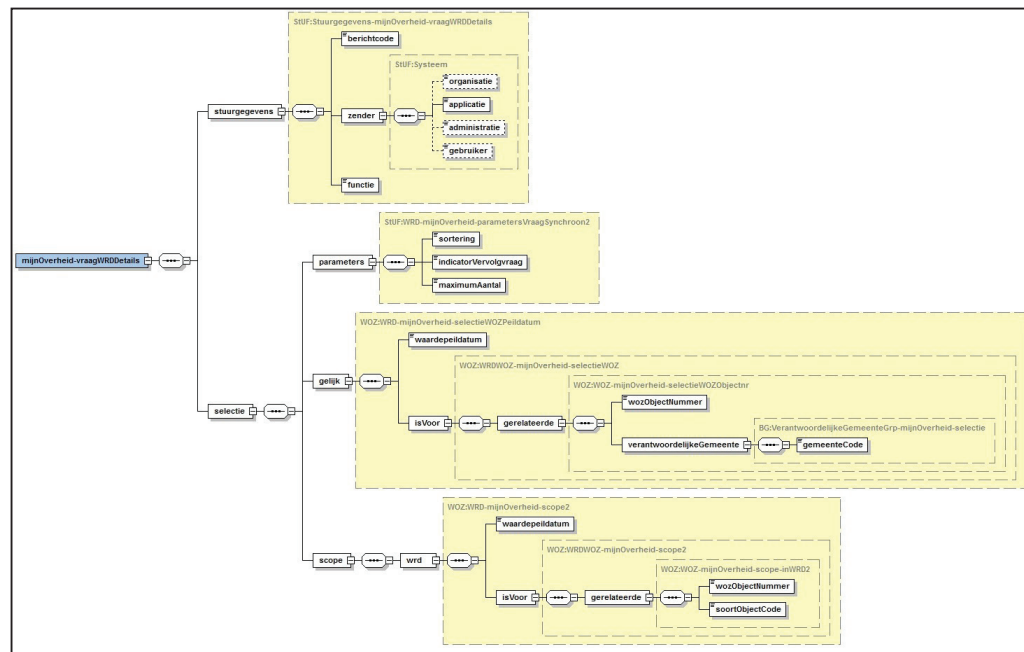 StUF:Stuurgegevens-mijnOverheid-vraagWRDDetails
berichtcode
StUF:Systeem
organisatie
stuurgegevens
zender
applicatie
administratie
gebruiker
functie
StUF:WRD-mijnOverheid-parametersVraagSynchroon2
sortering
mijnOverheid-vraagWRDDetails
parameters
indicatorVervolgvraag
maximumAantal
WOZ:WRD-mijnOverheid-selectieWOZPeildatum
waardepeildatum
WOZ:WRDWOZ-mijnOverheid-selectieWOZ
gelijk
WOZ:WOZ-mijnOverheid-selectieWOZObjectnr
wozObjectNummer
selectie
isVoor
gerelateerde
BG:VerantwoordelijkeGemeenteGrp-mijnOverheid-selectie
verantwoordelijkeGemeente
gemeenteCode
WOZ:WRD-mijnOverheid-scope2
waardepeildatum
WOZ:WRDWOZ-mijnOverheid-scope2
scope
wrd
WOZ:WOZ-mijnOverheid-scope-inWRD2
wozObjectNummer
isVoor
gerelateerde
soortObjectCode